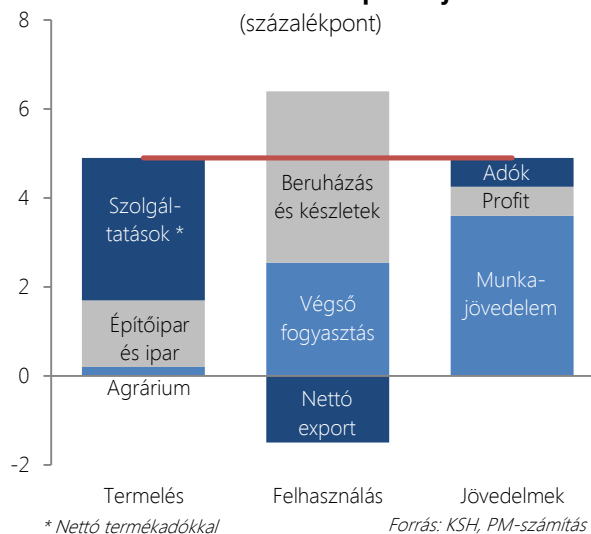 (százalékpont)
8
6
4
2
0
-2
Szolgál-
tatások *
Építőipar
és ipar
Agrárium
Beruházás
és készletek
Végső
fogyasztás
Nettó
export
Adók
Profit
Munka-
jövedelem
Termelés
Felhasználás
Jövedelmek
* Nettó termékadókkal
Forrás: KSH, PM-számítás